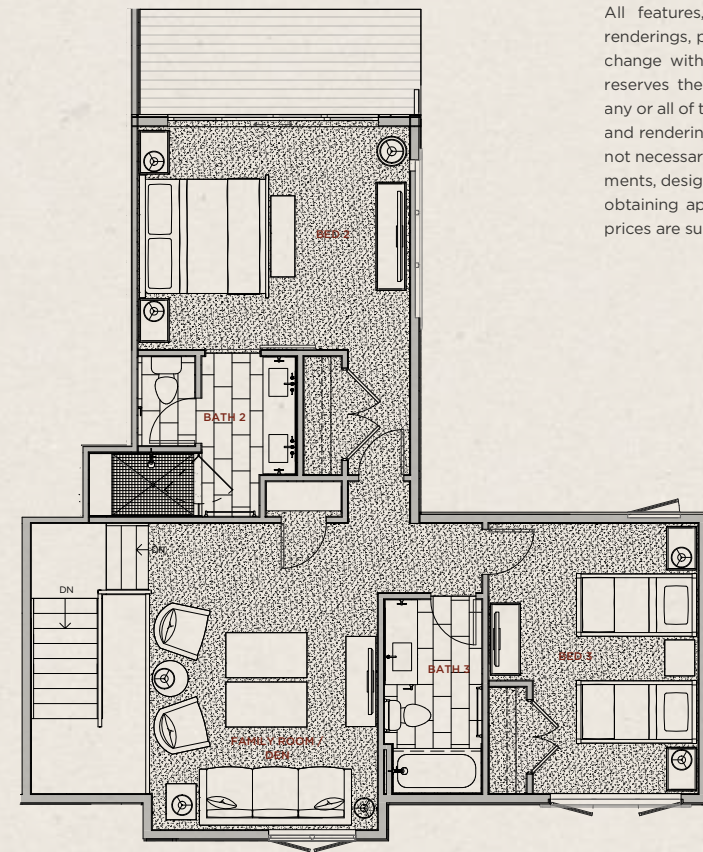 All features,
renderings, p
change with
reserves the
any or all of t
and renderin
not necessar
ments, desig
obtaining ap
prices are su
BED 2
BATH 2
DN
DN
BATH 3
BED 3
FAMILY ROOM /
DEN